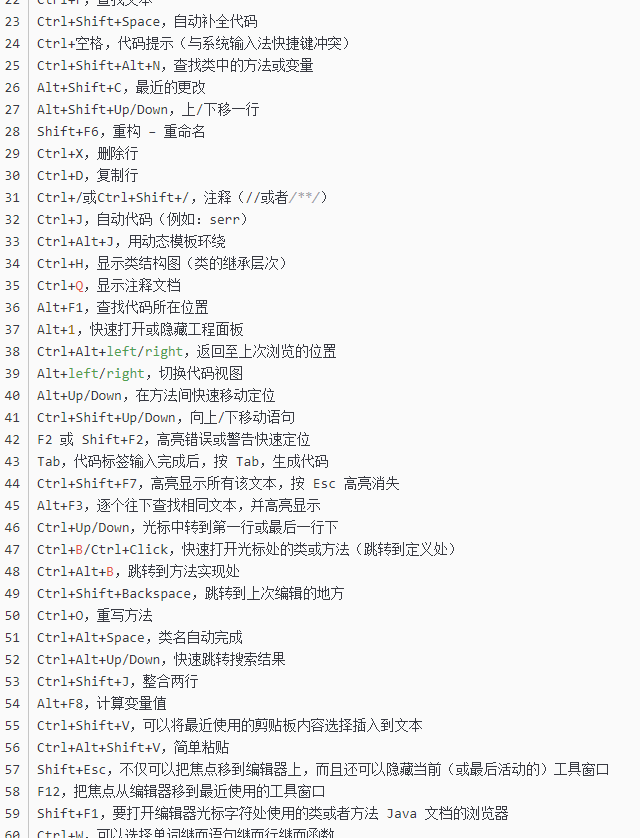 22 Ctrl+F，查找文本
23 Ctrl+Shift+Space，自动补全代码
24 Ctrl+空格，代码提示（与系统输入法快捷键冲突）
25 Ctrl+Shift+Alt+N，查找类中的方法或变量
26 Alt+Shift+C，最近的更改
27 Alt+Shift+Up/Down，上/下移一行
28 Shift+F6，重构 – 重命名
29 Ctrl+X，删除行
30 Ctrl+D，复制行
31 Ctrl+/或Ctrl+Shift+/，注释（//或者/**/）
32 Ctrl+J，自动代码（例如：serr）
33 Ctrl+Alt+J，用动态模板环绕
34 Ctrl+H，显示类结构图（类的继承层次）
35 Ctrl+Q，显示注释文档
36 Alt+F1，查找代码所在位置
37 Alt+1，快速打开或隐藏工程面板
38 Ctrl+Alt+left/right，返回至上次浏览的位置
39 Alt+left/right，切换代码视图
40 Alt+Up/Down，在方法间快速移动定位
41 Ctrl+Shift+Up/Down，向上/下移动语句
42 F2 或 Shift+F2，高亮错误或警告快速定位
43 Tab，代码标签输入完成后，按 Tab，生成代码
44 Ctrl+Shift+F7，高亮显示所有该文本，按 Esc 高亮消失
45 Alt+F3，逐个往下查找相同文本，并高亮显示
46 Ctrl+Up/Down，光标中转到第一行或最后一行下
47 Ctrl+B/Ctrl+Click，快速打开光标处的类或方法（跳转到定义处）
48 Ctrl+Alt+B，跳转到方法实现处
49 Ctrl+Shift+Backspace，跳转到上次编辑的地方
50 Ctrl+O，重写方法
51 Ctrl+Alt+Space，类名自动完成
52 Ctrl+Alt+Up/Down，快速跳转搜索结果
53 Ctrl+Shift+J，整合两行
54 Alt+F8，计算变量值
55 Ctrl+Shift+V，可以将最近使用的剪贴板内容选择插入到文本
56 Ctrl+Alt+Shift+V，简单粘贴
57 Shift+Esc，不仅可以把焦点移到编辑器上，而且还可以隐藏当前（或最后活动的）工具窗口
58 F12，把焦点从编辑器移到最近使用的工具窗口
59 Shift+F1，要打开编辑器光标字符处使用的类或者方法 Java 文档的浏览器
60 Ctrl+W，可以选择单词继而语句继而行继而函数